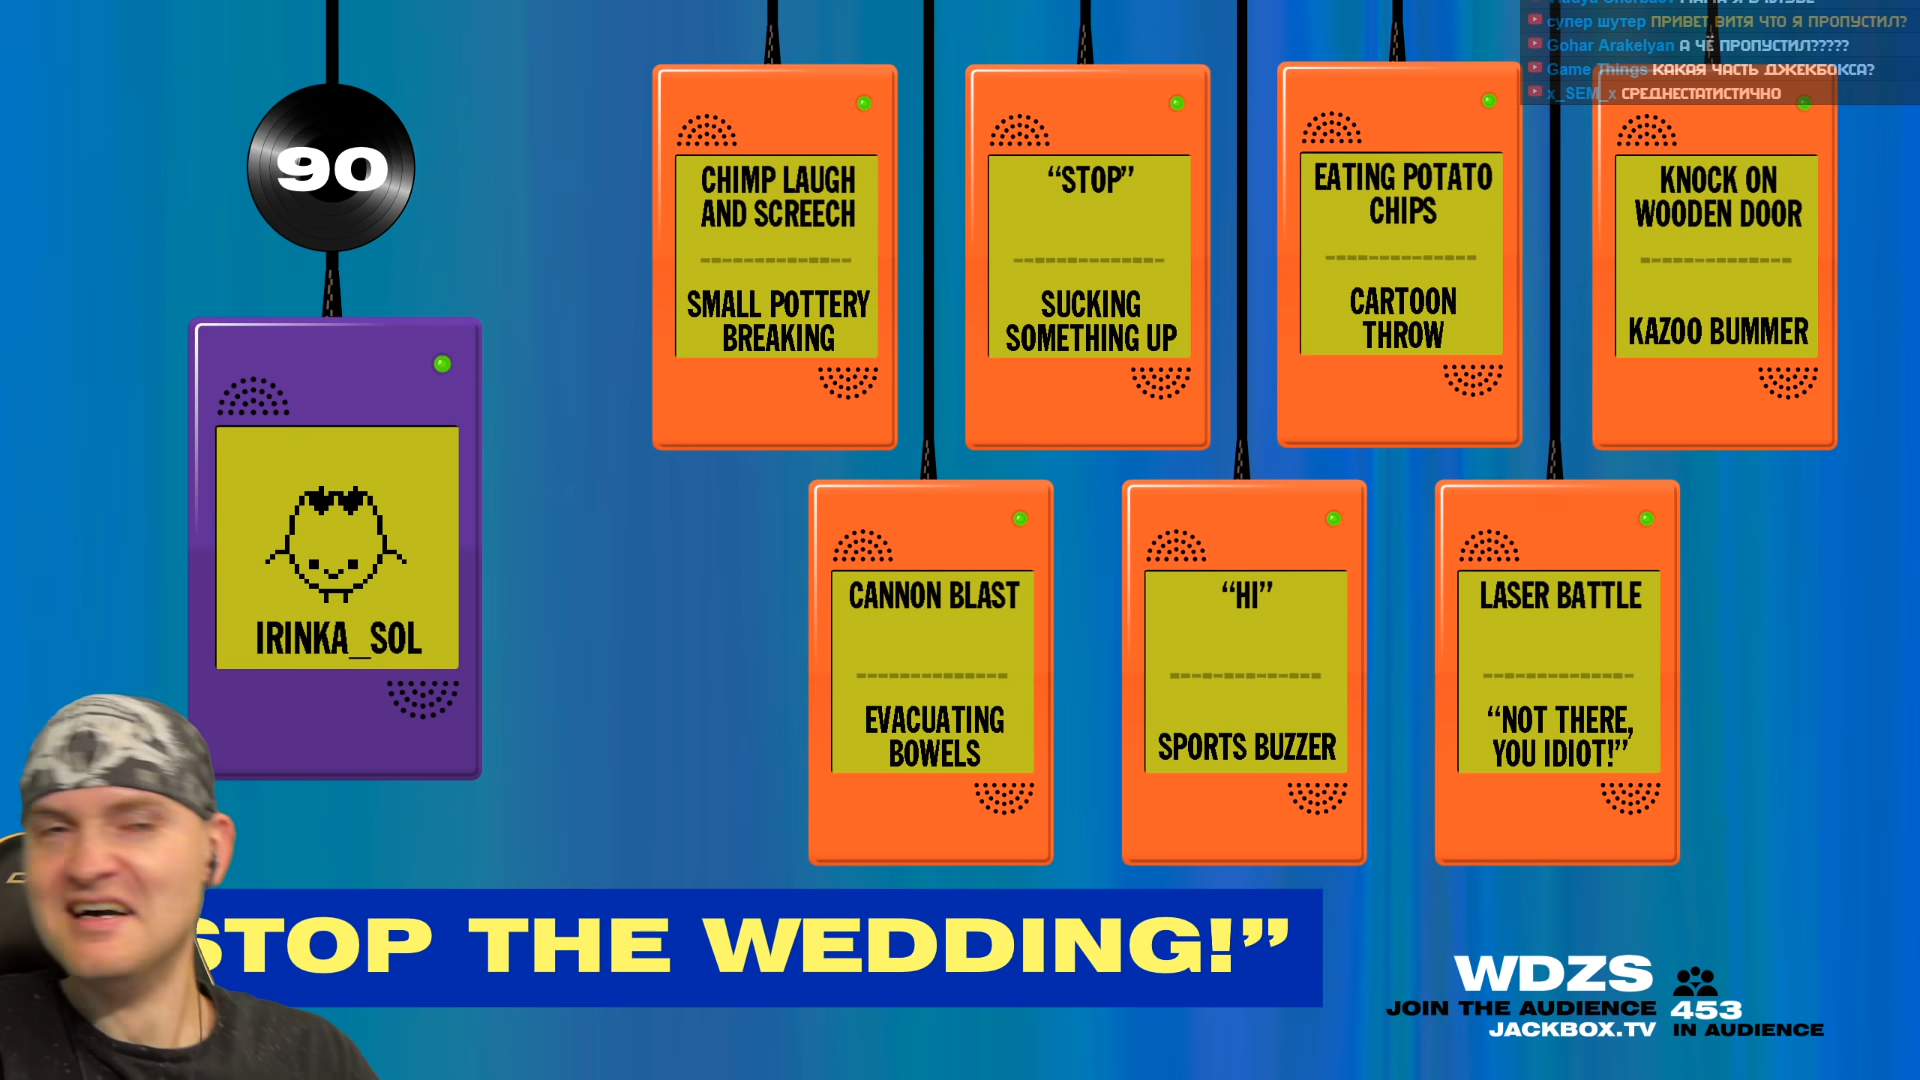 супер шутер ПРИВЕТ ВИТЯ ЧТО Я ПРОПУСТИЛ?
Gohar Arakelyan А ЧЁ ПРОПУСТИЛ?????
Game Things КАКАЯ ЧАСТЬ ДЖЕКБОКСА?
x_SEM_x СРЕДНЕСТАТИСТИЧНО
90
CHIMP LAUGH
AND SCREECH
SMALL POTTERY
BREAKING
“STOP”
SUCKING
SOMETHING UP
EATING POTATO
CHIPS
CARTOON
THROW
KNOCK ON
WOODEN DOOR
KAZOO BUMMER
IRINKA_SOL
CANNON BLAST
EVACUATING
BOWELS
“HI”
SPORTS BUZZER
LASER BATTLE
“NOT THERE,
YOU IDIOT!”
STOP THE WEDDING!”
WDZS
JOIN THE AUDIENCE
JACKBOX.TV
453
IN AUDIENCE